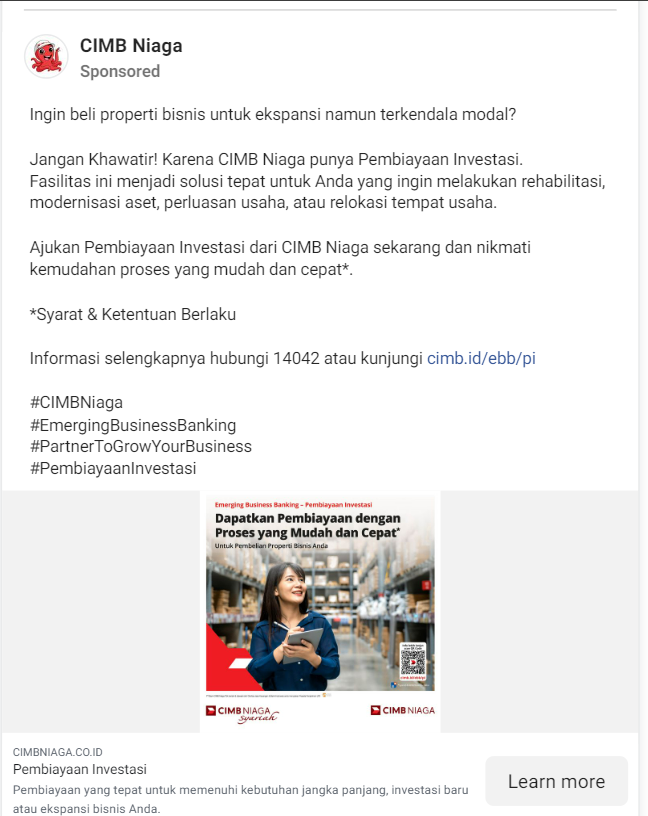 CIMB Niaga
Sponsored
Ingin beli properti bisnis untuk ekspansi namun terkendala modal?
Jangan Khawatir! Karena CIMB Niaga punya Pembiayaan Investasi.
Fasilitas ini menjadi solusi tepat untuk Anda yang ingin melakukan rehabilitasi,
modernisasi aset, perluasan usaha, atau relokasi tempat usaha.
Ajukan Pembiayaan Investasi dari CIMB Niaga sekarang dan nikmati
kemudahan proses yang mudah dan cepat*.
*Syarat & Ketentuan Berlaku
Informasi selengkapnya hubungi 14042 atau kunjungi cimb.id/ebb/pi
#CIMBNiaga
#EmergingBusinessBanking
#PartnerToGrowYourBusiness
#PembiayaanInvestasi
Emerging Business Banking – Pembiayaan Investasi
Dapatkan Pembiayaan dengan
Proses yang Mudah dan Cepat*
Untuk Pembelian Properti Bisnis Anda
CIMB NIAGA
syariah
CIMB NIAGA
CIMBNIAGA.CO.ID
Pembiayaan Investasi
Pembiayaan yang tepat untuk memenuhi kebutuhan jangka panjang, investasi baru
atau ekspansi bisnis Anda.
Learn more